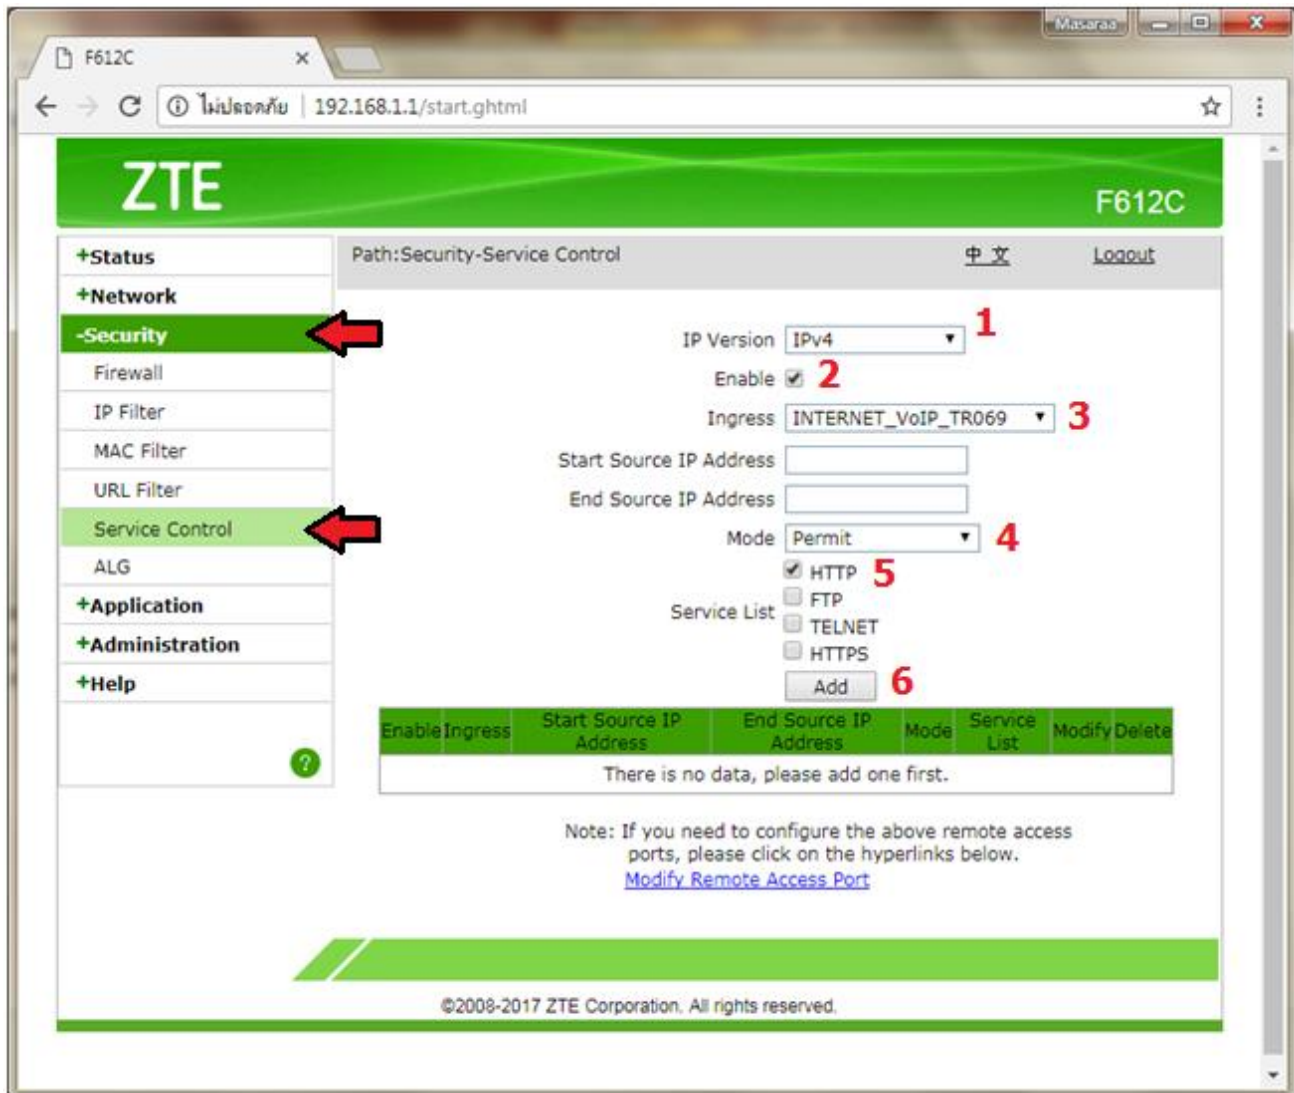 Masaraa
F612C
ไม่ปลอดภัย 192.168.1.1/start.ghtml
ZTE
F612C
+Status
+Network
-Security
Firewall
IP Filter
MAC Filter
URL Filter
Service Control
ALG
+Application
+Administration
+Help
?
Path:Security-Service Control 中文 Logout
IP Version IPv4 1
Enable 2
Ingress INTERNET_VoIP_TR069 3
Start Source IP Address
End Source IP Address
Mode Permit 4
Service List
HTTP 5
FTP
TELNET
HTTPS
Add 6
Enable Ingress Start Source IP Address End Source IP Address Mode Service List Modify Delete
There is no data, please add one first.
Note: If you need to configure the above remote access
ports, please click on the hyperlinks below.
Modify Remote Access Port
©2008-2017 ZTE Corporation. All rights reserved.